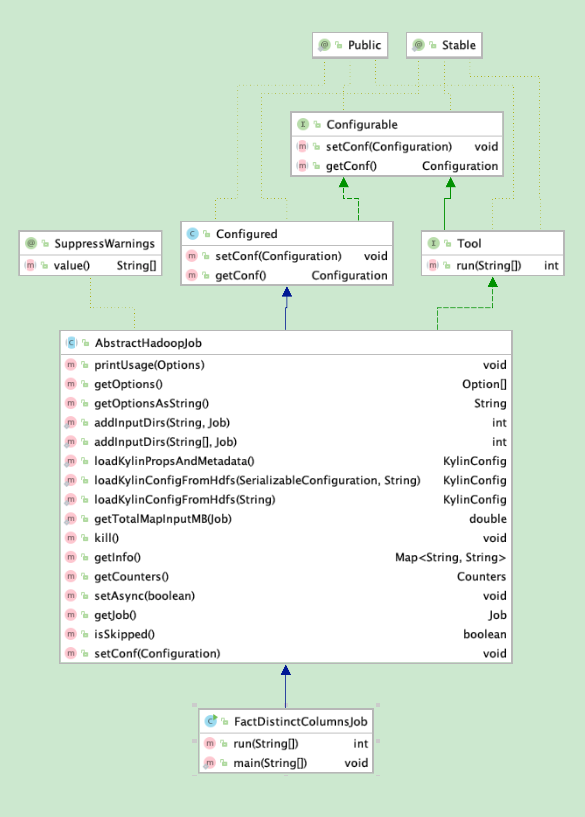 Public
Stable
Configurable
setConf(Configuration) void
getConf() Configuration
Configured
setConf(Configuration) void
getConf() Configuration
Tool
run(String[]) int
SuppressWarnings
value() String[]
AbstractHadoopJob
printUsage(Options) void
getOptions() Option[]
getOptionsAsString() String
addInputDirs(String, Job) int
addInputDirs(String[], Job) int
loadKylinPropsAndMetadata() KylinConfig
loadKylinConfigFromHdfs(SerializableConfiguration, String) KylinConfig
loadKylinConfigFromHdfs(String) KylinConfig
getTotalMapInputMB(Job) double
kill() void
getInfo() Map<String, String>
getCounters() Counters
setAsync(boolean) void
getJob() Job
isSkipped() boolean
setConf(Configuration) void
FactDistinctColumnsJob
run(String[]) int
main(String[]) void